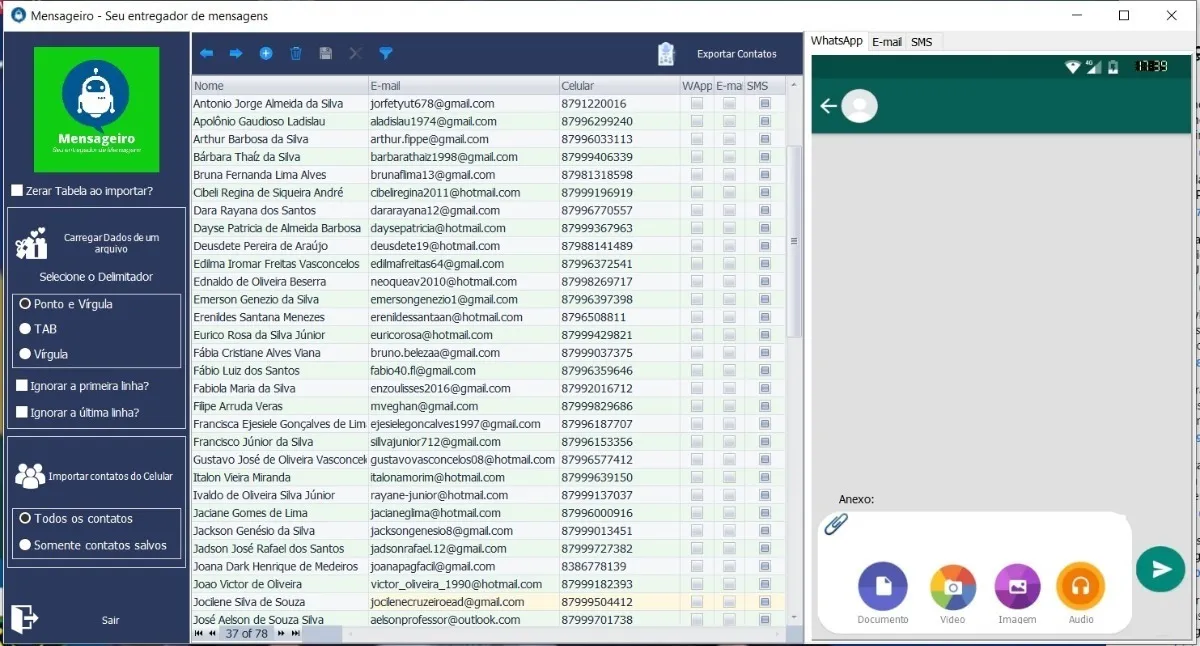 Mensageiro - Seu entregador de mensagens
Mensageiro
Seu entregador de Mensagens
Zerar Tabela ao importar?
Carregar Dados de um
arquivo
Selecione o Delimitador
Ponto e Vírgula
TAB
Vírgula
Ignorar a primeira linha?
Ignorar a última linha?
Importar contatos do Celular
Todos os contatos
Somente contatos salvos
Sair
Exportar Contatos
Nome E-mail Celular WApp E-mai SMS
Antonio Jorge Almeida da Silva jorfetyut678@gmail.com 8791220016
Apolônio Gaudioso Ladislau aladislau1974@gmail.com 87996299240
Arthur Barbosa da Silva arthur.fippe@gmail.com 87996033113
Bárbara Thaíz da Silva barbarathaiz1998@gmail.com 87999406339
Bruna Fernanda Lima Alves brunaflima13@gmail.com 87981318598
Cibeli Regina de Siqueira André cibeliregina2011@hotmail.com 87999196919
Dara Rayana dos Santos dararayana12@gmail.com 87996770557
Dayse Patricia de Almeida Barbosa daysepatricia@hotmail.com 87999367963
Deusdete Pereira de Araújo deusdete19@hotmail.com 87988141489
Edilma Iromar Freitas Vasconcelos edilmafreitas64@gmail.com 87996372541
Ednaldo de Oliveira Beserra neoqueav2010@hotmail.com 87998269717
Emerson Genezio da Silva emersongenezio1@gmail.com 87996397398
Erenildes Santana Menezes erenildessantaan@hotmail.com 8796508811
Eurico Rosa da Silva Júnior euricorosa@hotmail.com 87999429821
Fábia Cristiane Alves Viana bruno.belezaa@gmail.com 87999037375
Fábio Luiz dos Santos fabio40.fl@gmail.com 87996359646
Fabiola Maria da Silva enzoulisses2016@gmail.com 87992016712
Filipe Arruda Veras mveghan@gmail.com 87999829686
Francisca Ejesiele Gonçalves de Lim ejesielegoncalves1997@gmail.com 87996187707
Francisco Júnior da Silva sillvajunior712@gmail.com 87996153356
Gustavo José de Oliveira Vasconcel gustavovasconcelos08@hotmail.com 87996577412
Italon Vieira Miranda italonamorim@hotmail.com 87999639150
Ivaldo de Oliveira Silva Júnior rayane-junior@hotmail.com 87999137037
Jaciane Gomes de Lima jacianeglima@hotmail.com 87996000916
Jackson Genésio da Silva jacksongenesio8@gmail.com 87999013451
Jadson José Rafael dos Santos jadsonrafael.12@gmail.com 87999727382
Joana Dark Henrique de Medeiros joanapagfacil@gmail.com 8386778139
Joao Victor de Oliveira victor_oliveira_1990@hotmail.com 87999182393
Jocilene Silva de Souza jocilenecruzeiroead@gmail.com 87999504412
José Aelson de Souza Silva aelsonprofessor@outlook.com 87999701738
37 of 78
WhatsApp E-mail SMS
4G 17:39
Anexo:
Documento Video Imagem Audio